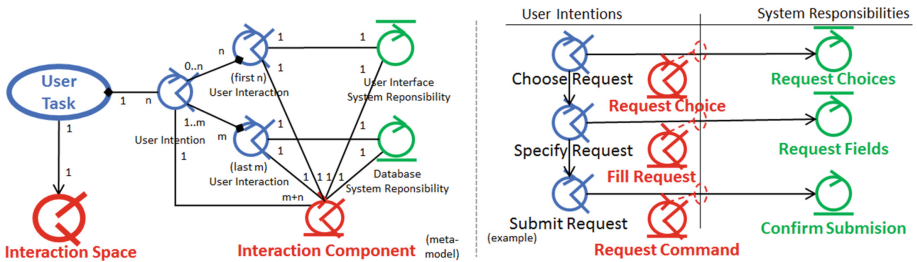 User
Task
1
n
1
1
Interaction Space
0..n
n
(first n)
User Interaction
1..m
m
User Intention
1
(last m)
User Interaction
1
1
1
1
User Interface
System Reponsibility
1
1
1
1
Database
System Reponsibility
1
1
1
1
m+n
Interaction Component
(meta-
model)
User Intentions
System Responsibilities
Choose Request
Request Choice
Request Choices
Specify Request
Fill Request
Request Fields
Submit Request
(example)
Request Command
Confirm Submision